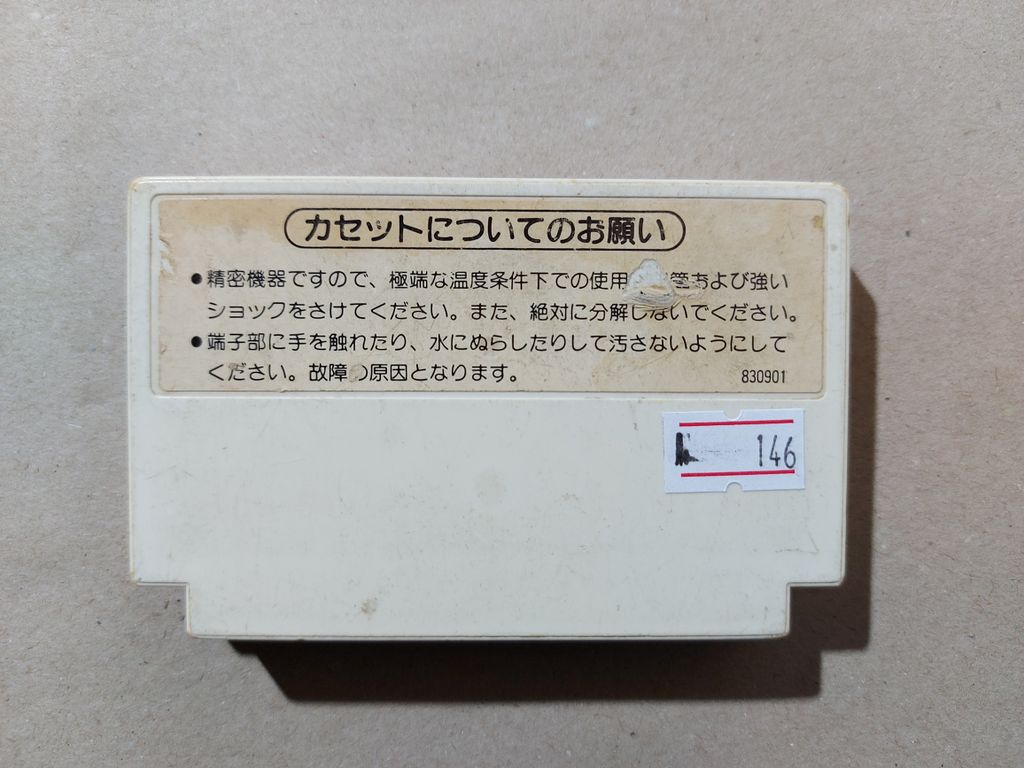 カセットについてのお願い
●精密機器ですので、極端な温度条件下での使用 管および強い
ショックをさけてください。また、絶対に分解しないでください。
●端子部に手を触れたり、水にぬらしたりして汚さないようにして
ください。故障の原因となります。
830901
146